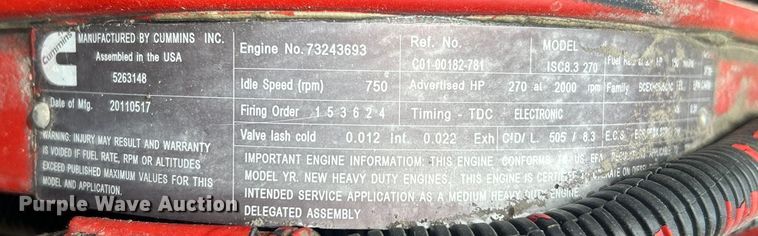 Cummins
MANUFACTURED BY CUMMINS INC.
Assembled in the USA
5263148
Date of Mfg. 20110517
WARNING: INJURY MAY RESULT AND WARRANTY
IS VOIDED IF FUEL RATE, RPM OR ALTITUDES
EXCEED PUBLISHED MAXIMUM VALUES FOR THIS
MODEL AND APPLICATION.
Engine No. 73243693 Ref. No. MODEL
C01-00182-781 ISC8.3 270
Idle Speed (rpm) 750 Advertised HP 270 at 2000 rpm Family
Firing Order 1 5 3 6 2 4 Timing - TDC - ELECTRONIC
Valve lash cold 0.012 Int. 0.022 Exh CID/ L. 505 / 8.3 E.C.S.
IMPORTANT ENGINE INFORMATION: THIS ENGINE CONFORMS TO US
MODEL YR. NEW HEAVY DUTY ENGINES. THIS ENGINE IS
INTENDED SERVICE APPLICATION AS A MEDIUM HEAVY DUTY ENGINE.
DELEGATED ASSEMBLY
Purple Wave Auction